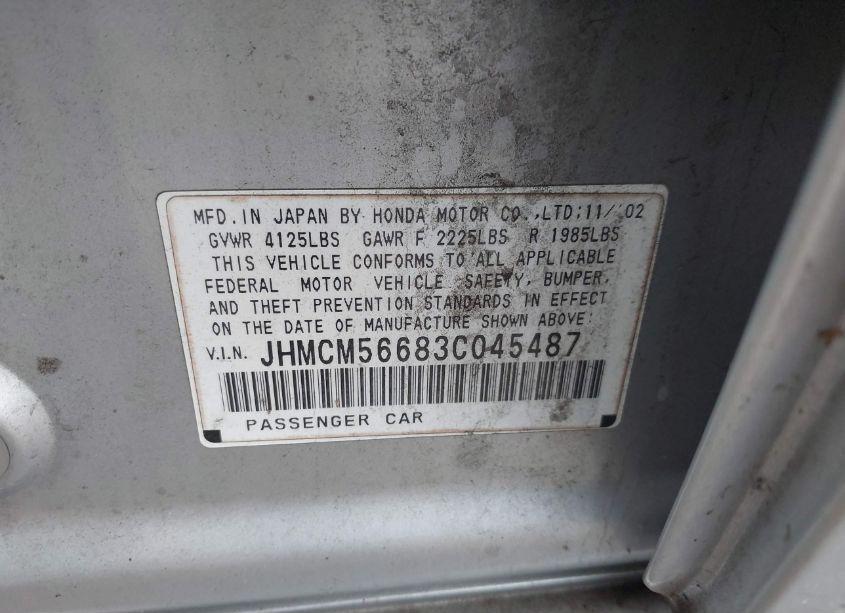 MFD. IN JAPAN BY HONDA MOTOR CO.,LTD:11/'02
GVWR 4125LBS GAWR F 2225LBS R 1985LBS
THIS VEHICLE CONFORMS TO ALL APPLICABLE
FEDERAL MOTOR VEHICLE SAFETY, BUMPER,
AND THEFT PREVENTION STANDARDS IN EFFECT
ON THE DATE OF MANUFACTURE SHOWN ABOVE:
V.I.N. JHMCM56683C045487
PASSENGER CAR